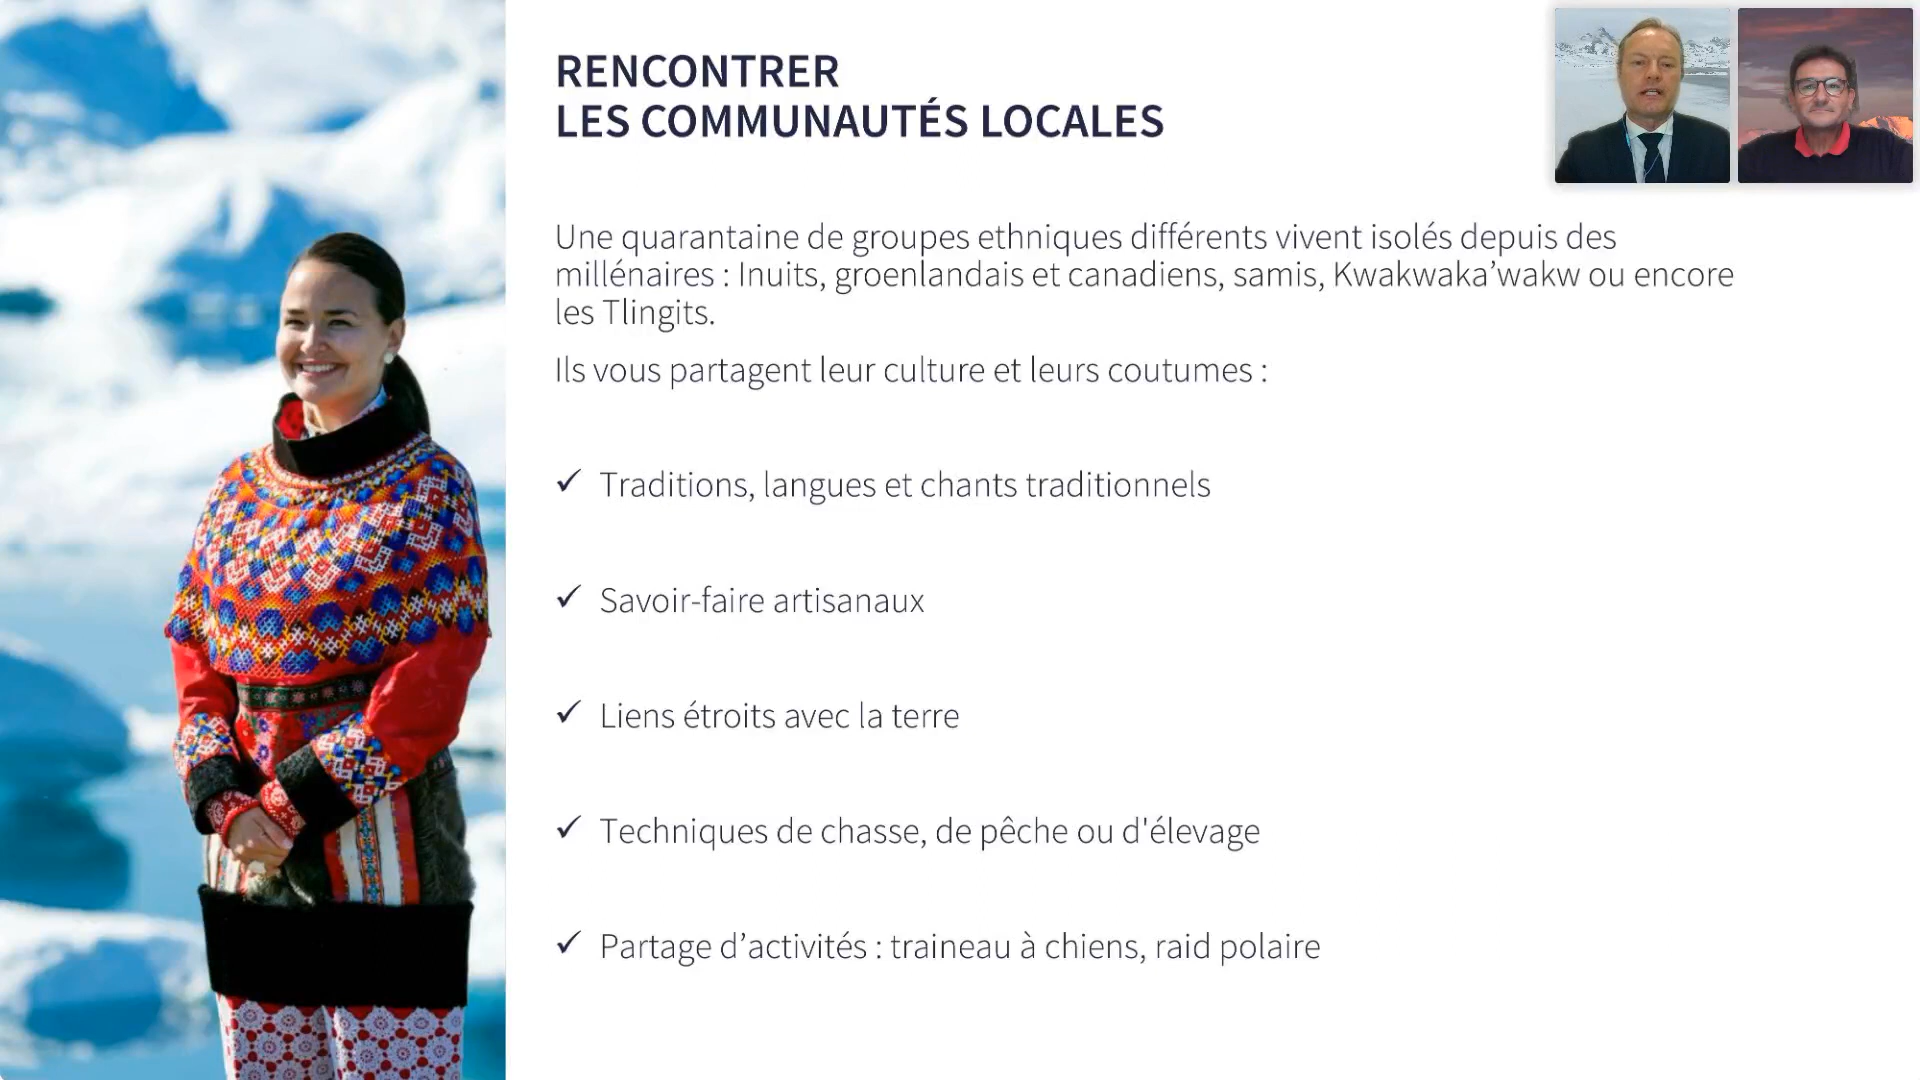 RENCONTRER
LES COMMUNAUTÉS LOCALES
Une quarantaine de groupes ethniques différents vivent isolés depuis des
millénaires : Inuits, groenlandais et canadiens, samis, Kwakwaka’wakw ou encore
les Tlingits.
Ils vous partagent leur culture et leurs coutumes :
✓ Traditions, langues et chants traditionnels
✓ Savoir-faire artisanaux
✓ Liens étroits avec la terre
✓ Techniques de chasse, de pêche ou d'élevage
✓ Partage d’activités : traineau à chiens, raid polaire